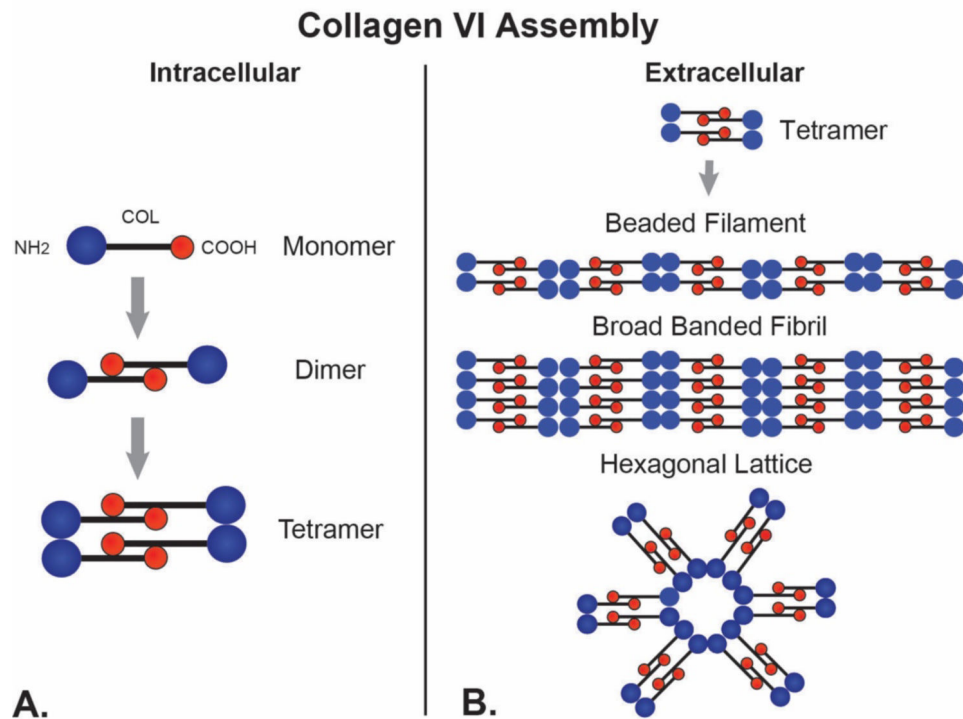 Collagen VI Assembly
Intracellular
NH2
COL
COOH
Monomer
Dimer
Tetramer
A.
Extracellular
Tetramer
Beaded Filament
Broad Banded Fibril
Hexagonal Lattice
B.